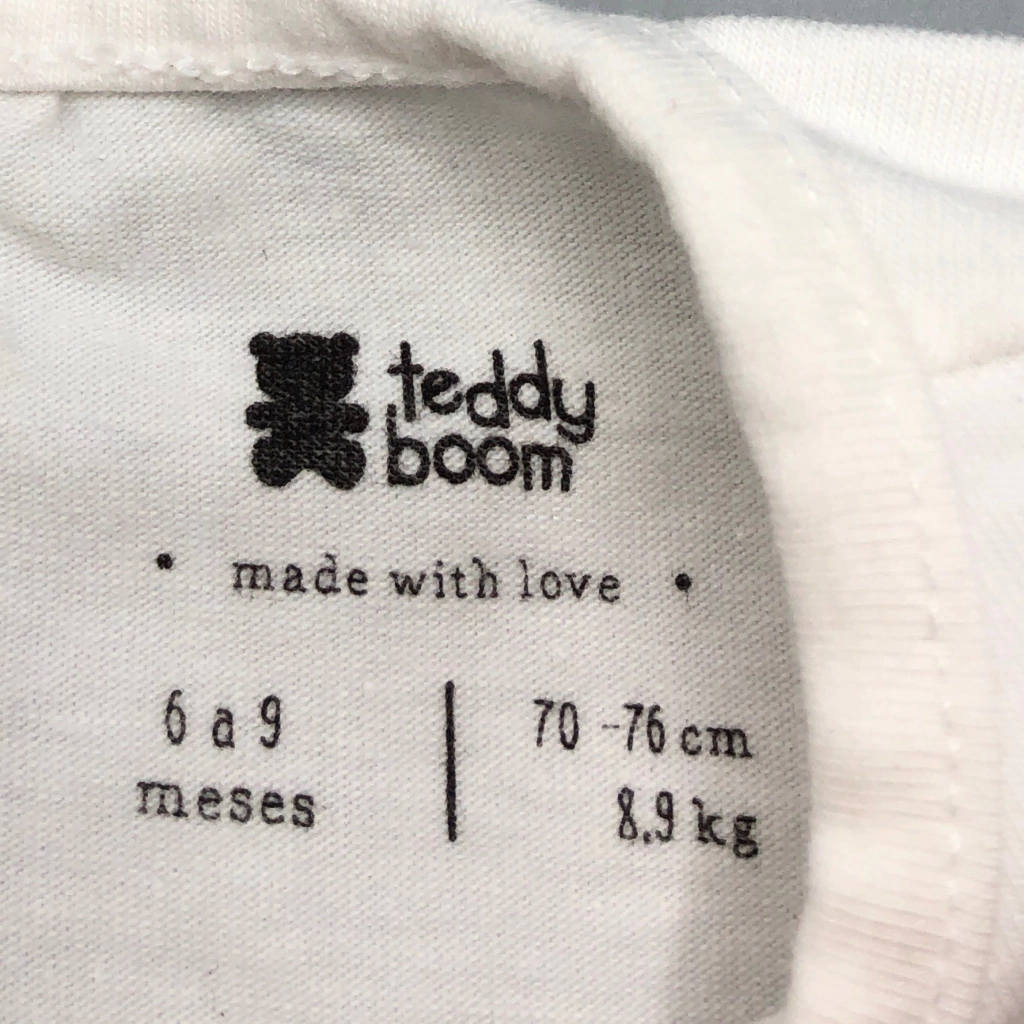 teddy
boom
• made with love •
6 a 9
meses
70 - 76 cm
8.9 kg